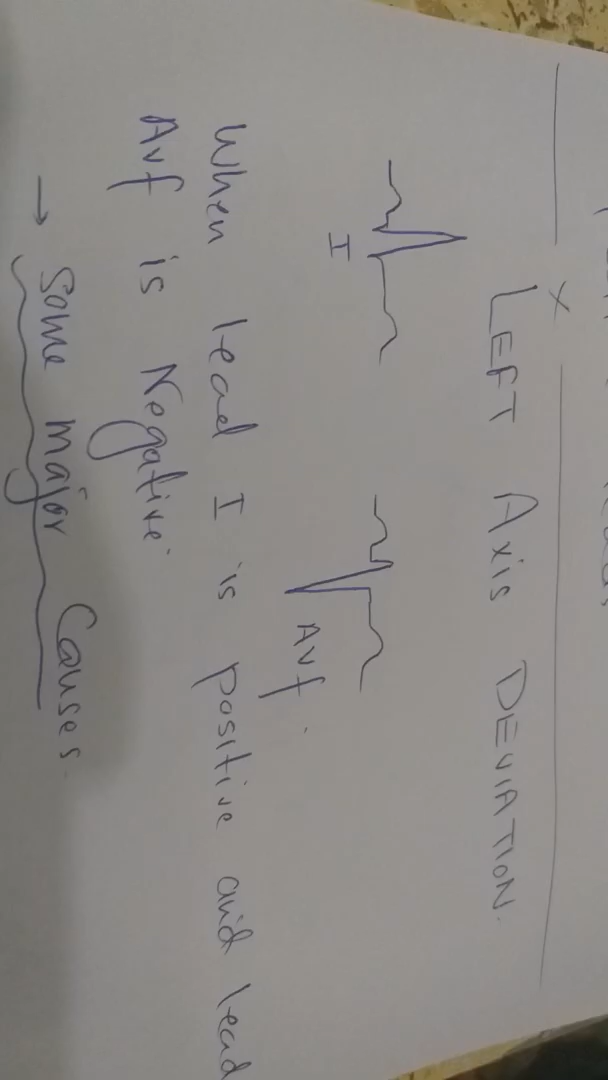 LEFT AXIS DEVIATION.
I
Avf.
When lead I is positive and lead
Avf is Negative.
→ Some major Causes.